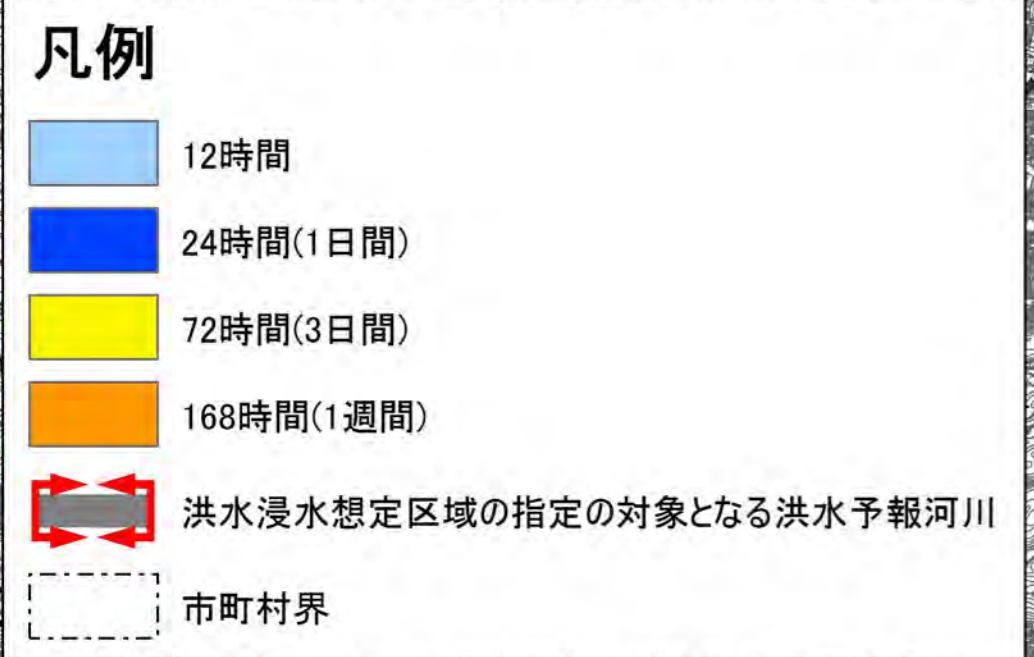 凡例
12時間
24時間(1日間)
72時間(3日間)
168時間(1週間)
洪水浸水想定区域の指定の対象となる洪水予報河川
市町村界